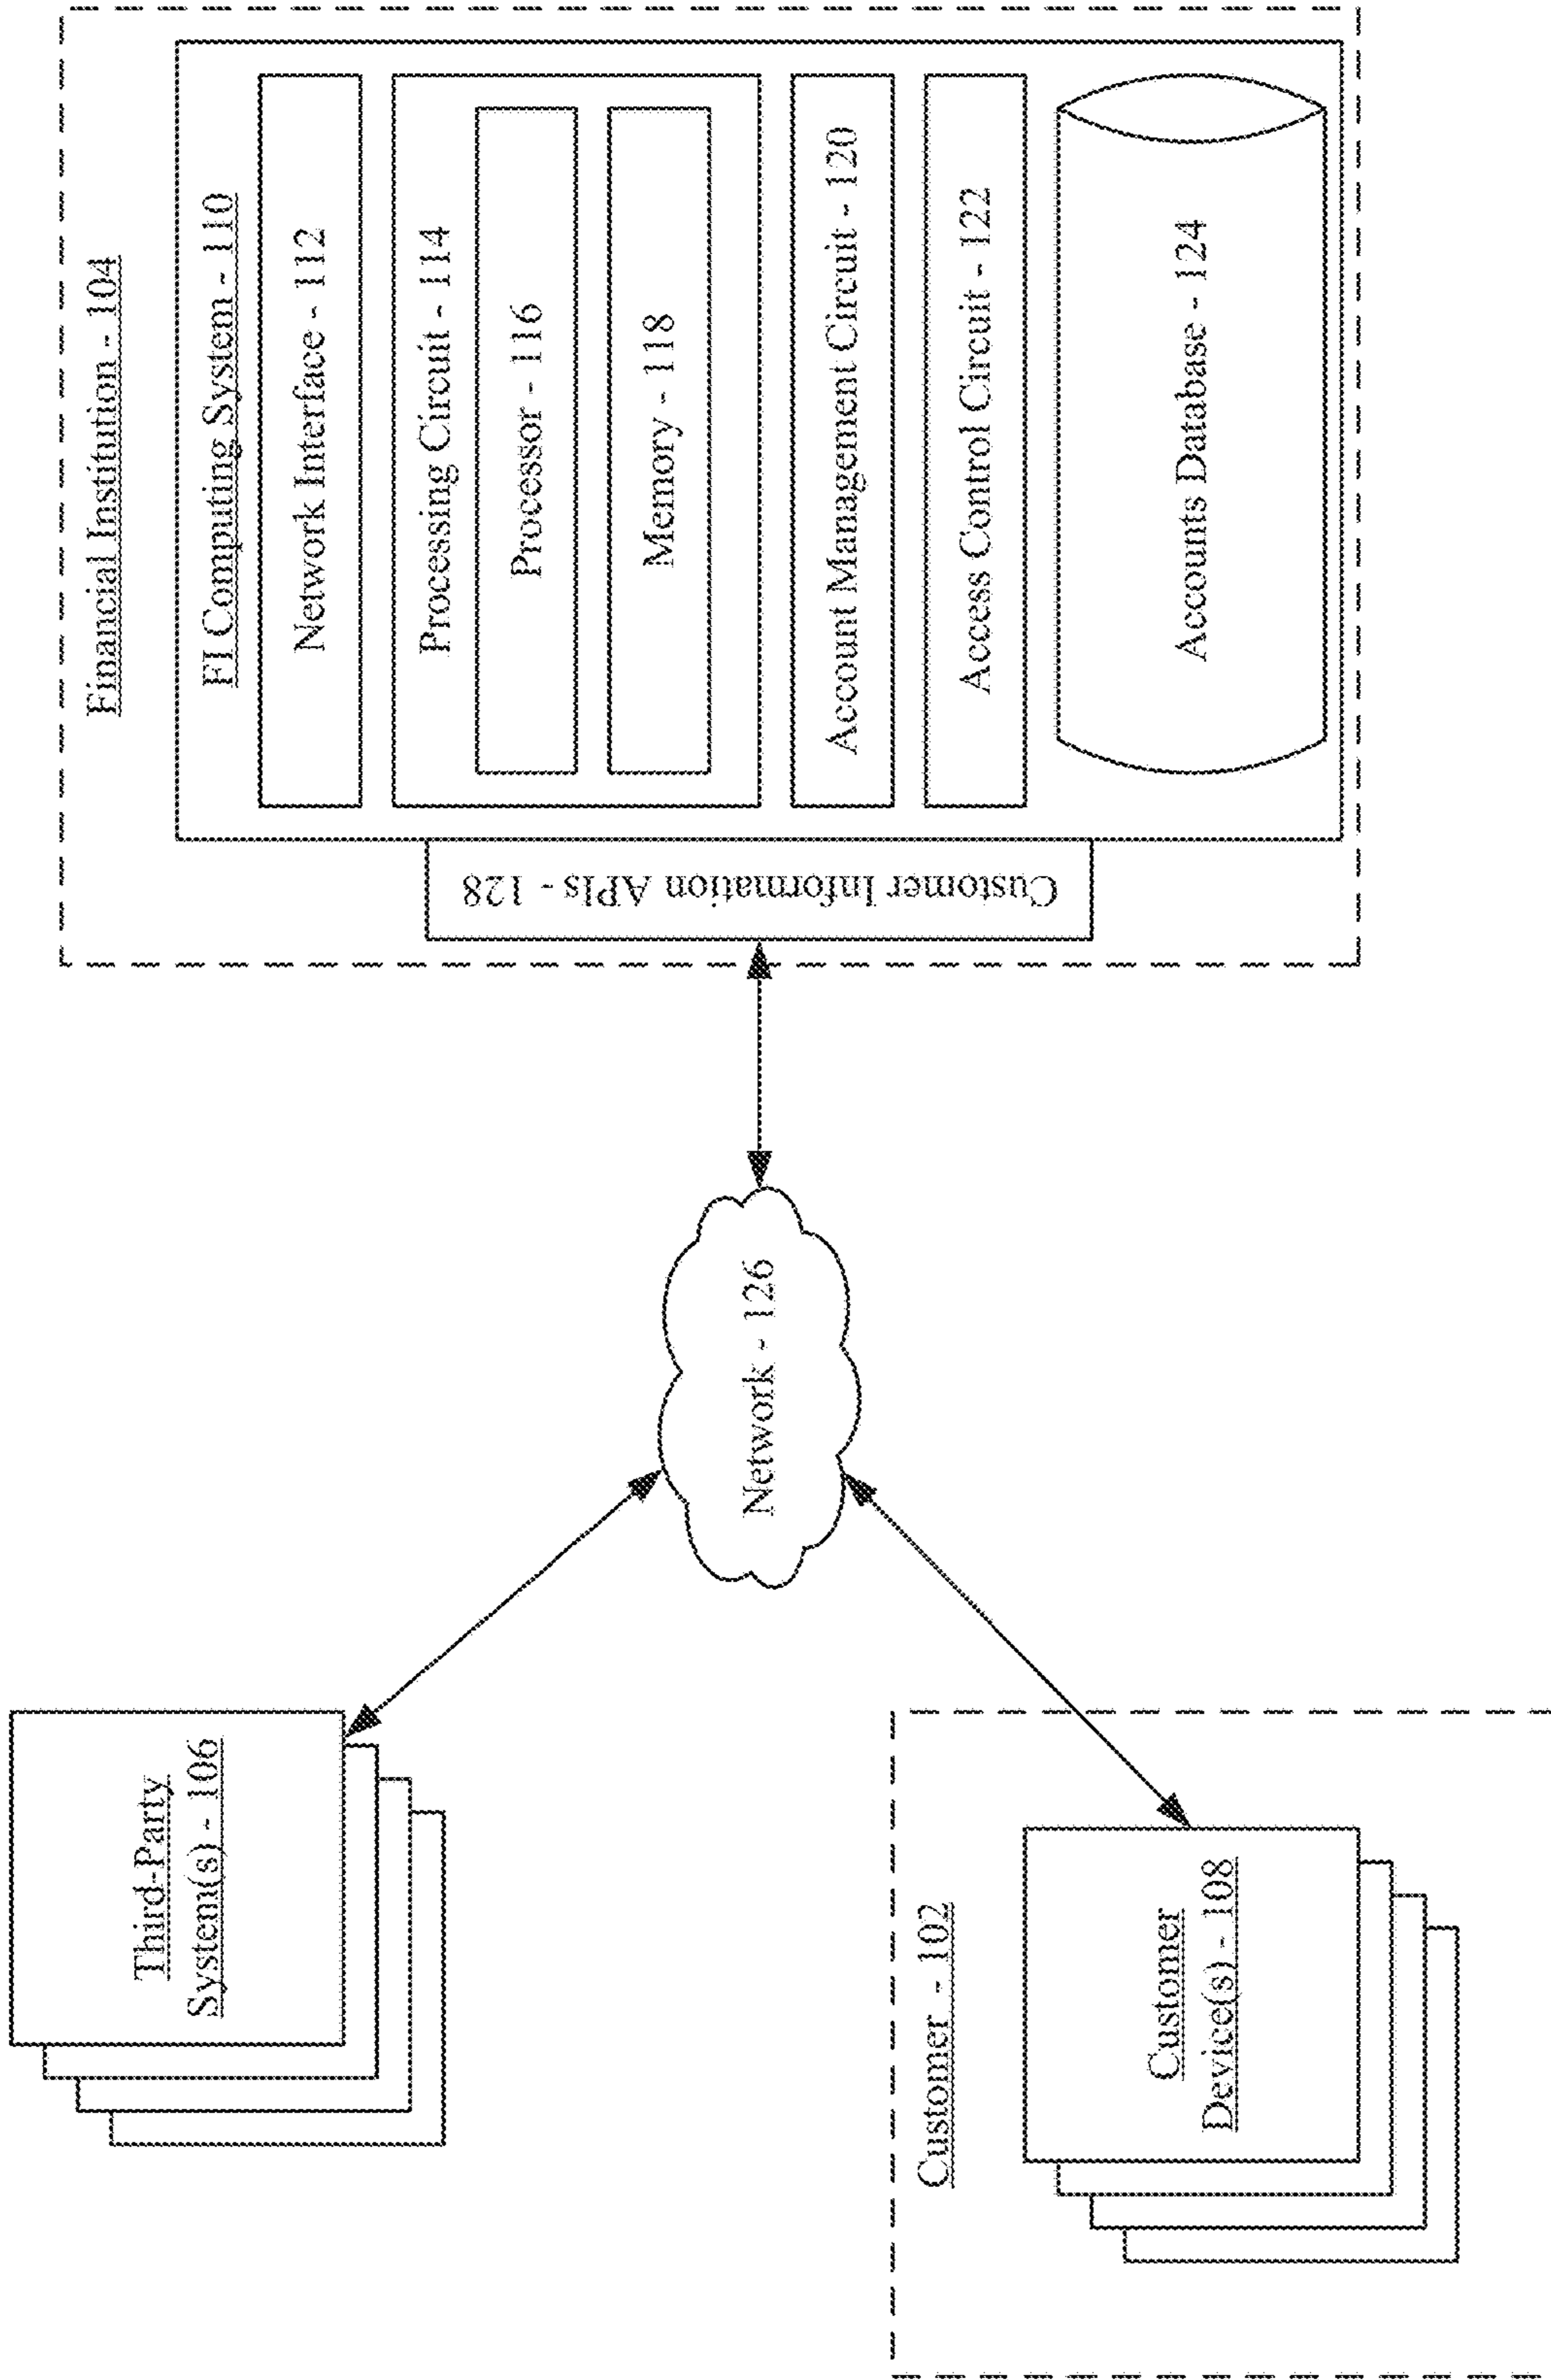 Third-Party
System(s) - 106
Customer - 102
Customer
Device(s) - 108
Network - 126
Financial Institution - 104
Customer Information APIs - 128
FI Computing System - 110
Network Interface - 112
Processing Circuit - 114
Processor - 116
Memory - 118
Account Management Circuit - 120
Access Control Circuit - 122
Accounts Database - 124